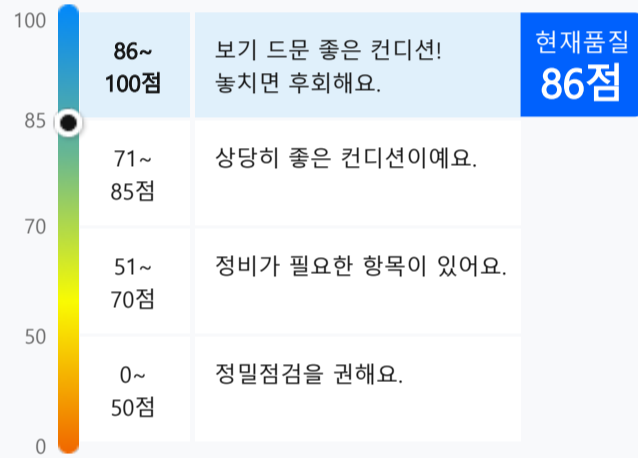 100
86~
100점
보기 드문 좋은 컨디션!
놓치면 후회해요.
현재품질
86점
85
71~
85점
상당히 좋은 컨디션이예요.
70
51~
70점
정비가 필요한 항목이 있어요.
50
0~
50점
정밀점검을 권해요.
0